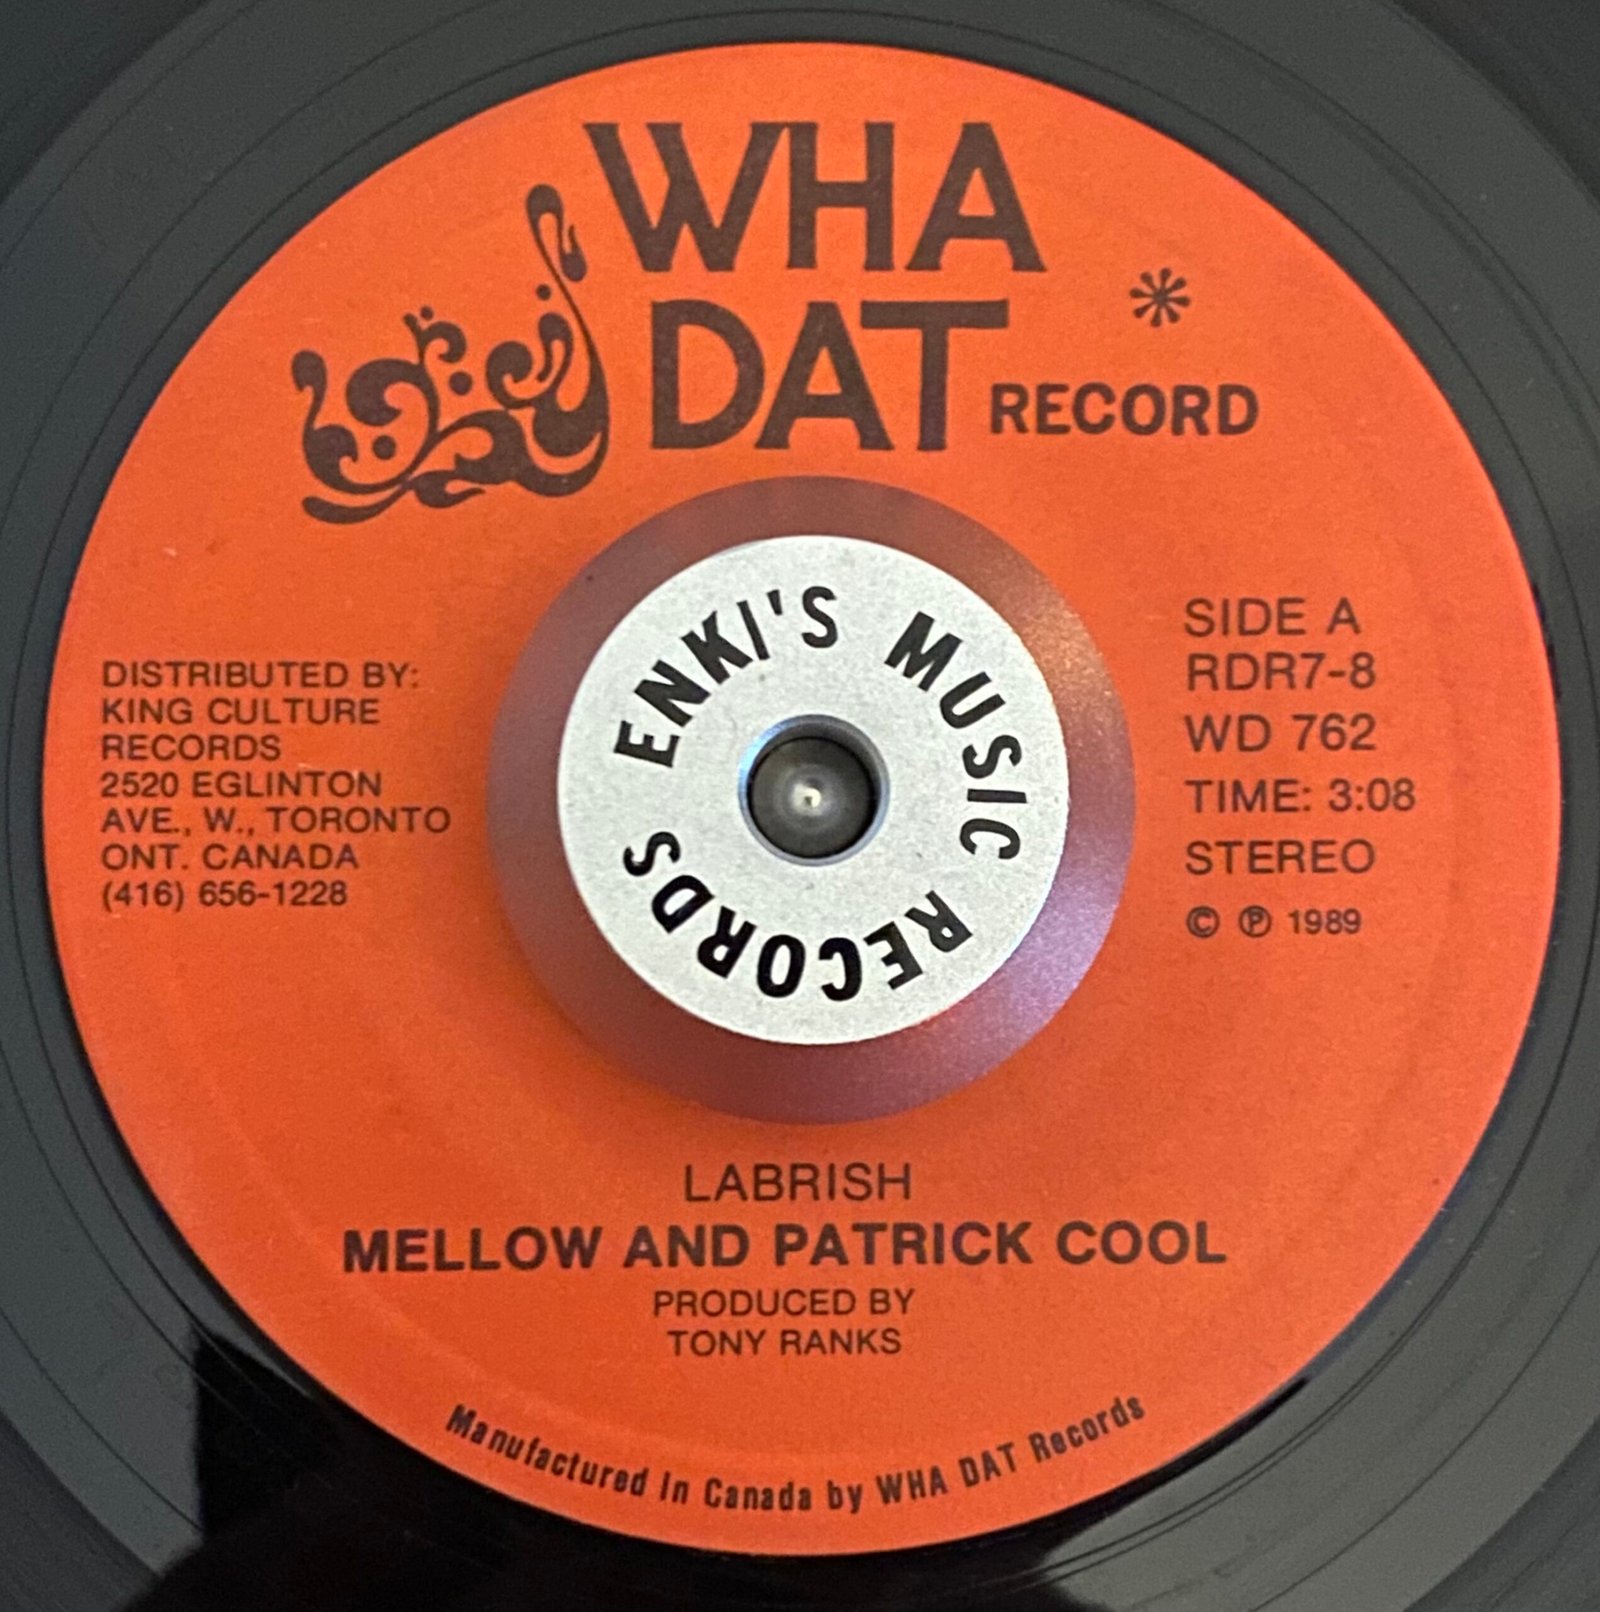 WHA
DAT RECORD
DISTRIBUTED BY:
KING CULTURE
RECORDS
2520 EGLINTON
AVE., W., TORONTO
ONT. CANADA
(416) 656-1228
ENKI'S MUSIC RECORDS
SIDE A
RDR7-8
WD 762
TIME: 3:08
STEREO
© ℗ 1989
LABRISH
MELLOW AND PATRICK COOL
PRODUCED BY
TONY RANKS
Manufactured in Canada by WHA DAT Records